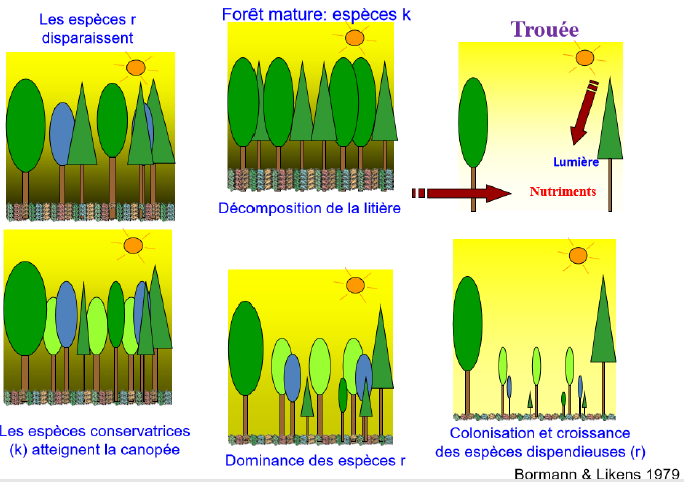 Les espèces r
disparaissent
Forêt mature: espèces k
Trouée
Lumière
Nutriments
Décomposition de la litière
Les espèces conservatrices
(k) atteignent la canopée
Dominance des espèces r
Colonisation et croissance
des espèces dispendieuses (r)
Bormann & Likens 1979